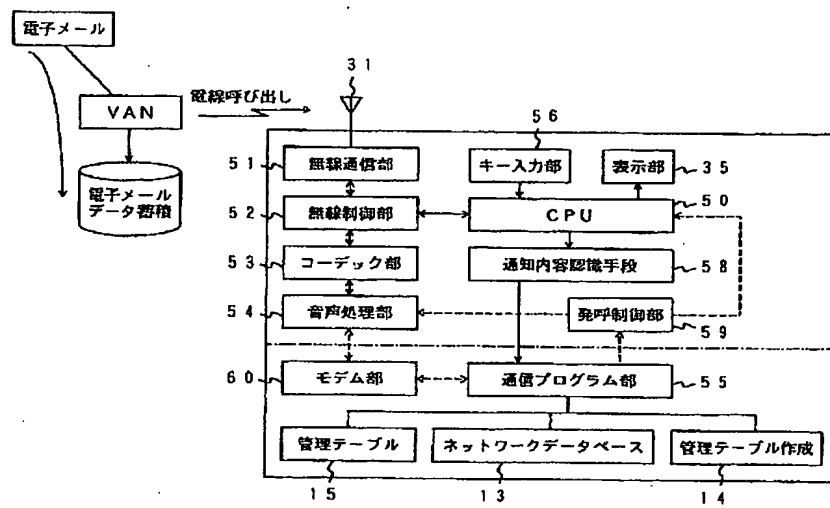 電子メール
VAN
電線呼び出し
電子メール
データ蓄積
31
56
51
無線通信部
キー入力部
表示部
35
52
無線制御部
CPU
50
53
コーデック部
通知内容認識手段
58
54
音声処理部
発呼制御部
59
60
モデム部
通信プログラム部
55
管理テーブル
ネットワークデータベース
管理テーブル作成
15
13
14